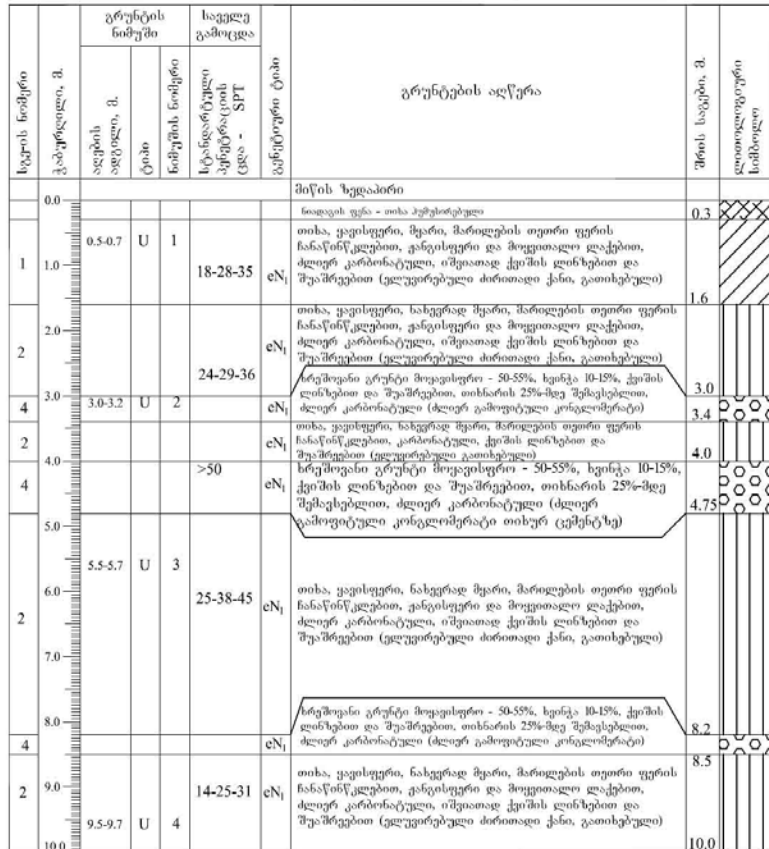 სგე-ის ნომერი
გაბურღილი, მ.
გრუნტის
ნიმუში
აღების
ადგილი, მ.
ტიპი
ნიმუშის ნომერი
საველე
გამოცდა
სტანდარტული
პენეტრაციის
ცდა - SPT
გენეტიური ტიპი
გრუნტების აღწერა
შრის საგები, მ.
ლითოლოგიური
სიმბოლო
0.0
მიწის ზედაპირი
ნიადაგის ფენა - თიხა ჰუმუსირებული
0.3
1
1.0
0.5-0.7 U 1
18-28-35
eN1
თიხა, ყავისფერი, მყარი, მარილების თეთრი ფერის
ჩანაწინწკლებით, ჟანგისფერი და მოყვითალო ლაქებით,
ძლიერ კარბონატული, იშვიათად ქვიშის ლინზებით და
შუაშრეებით (ელუვირებული ძირითადი ქანი, გათიხებული)
1.6
2
2.0
24-29-36
eN1
თიხა, ყავისფერი, ნახევრად მყარი, მარილების თეთრი ფერის
ჩანაწინწკლებით, ჟანგისფერი და მოყვითალო ლაქებით,
ძლიერ კარბონატული, იშვიათად ქვიშის ლინზებით და
შუაშრეებით (ელუვირებული ძირითადი ქანი, გათიხებული)
3.0
4
3.0
3.0-3.2 U 2
eN1
ხრეშოვანი გრუნტი მოყავისფრო - 50-55%, ხვინჭა 10-15%, ქვიშის
ლინზებით და შუაშრეებით, თიხნარის 25%-მდე შემავსებლით,
ძლიერ კარბონატული (ძლიერ გამოფიტული კონგლომერატი)
3.4
2
eN1
თიხა, ყავისფერი, ნახევრად მყარი, მარილების თეთრი ფერის
ჩანაწინწკლებით, კარბონატული, ქვიშის ლინზებით და
შუაშრეებით (ელუვირებული გათიხებული)
4.0
4
4.0
>50
eN1
ხრეშოვანი გრუნტი მოყავისფრო - 50-55%, ხვინჭა 10-15%,
ქვიშის ლინზებით და შუაშრეებით, თიხნარის 25%-მდე
შემავსებლით, ძლიერ კარბონატული (ძლიერ
გამოფიტული კონგლომერატი თიხურ ცემენტზე)
4.75
2
5.0
6.0
7.0
8.0
5.5-5.7 U 3
25-38-45
eN1
თიხა, ყავისფერი, ნახევრად მყარი, მარილების თეთრი ფერის
ჩანაწინწკლებით, ჟანგისფერი და მოყვითალო ლაქებით,
ძლიერ კარბონატული, იშვიათად ქვიშის ლინზებით და
შუაშრეებით (ელუვირებული ძირითადი ქანი, გათიხებული)
8.2
4
eN1
ხრეშოვანი გრუნტი მოყავისფრო - 50-55%, ხვინჭა 10-15%, ქვიშის
ლინზებით და შუაშრეებით, თიხნარის 25%-მდე შემავსებლით,
ძლიერ კარბონატული (ძლიერ გამოფიტული კონგლომერატი)
8.5
2
9.0
10.0
9.5-9.7 U 4
14-25-31
eN1
თიხა, ყავისფერი, ნახევრად მყარი, მარილების თეთრი ფერის
ჩანაწინწკლებით, ჟანგისფერი და მოყვითალო ლაქებით,
ძლიერ კარბონატული, იშვიათად ქვიშის ლინზებით და
შუაშრეებით (ელუვირებული ძირითადი ქანი, გათიხებული)
10.0